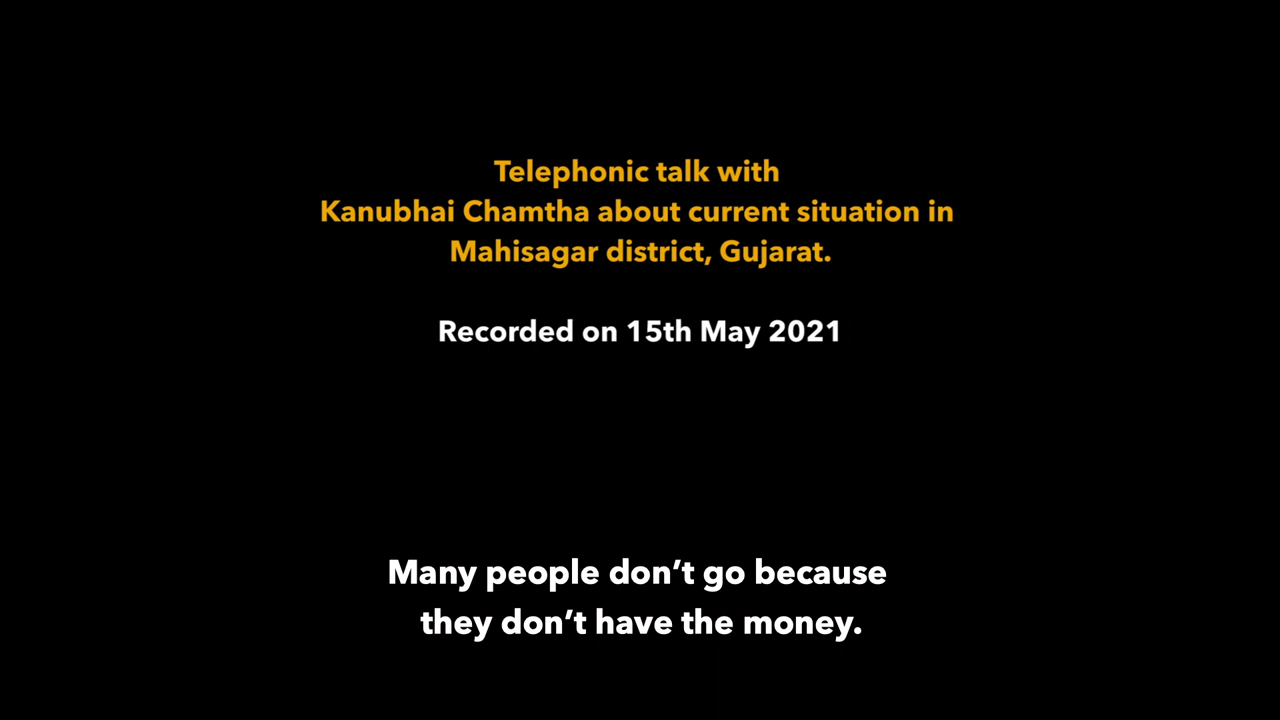 Telephonic talk with
Kanubhai Chamtha about current situation in
Mahisagar district, Gujarat.
Recorded on 15th May 2021
Many people don’t go because
they don’t have the money.